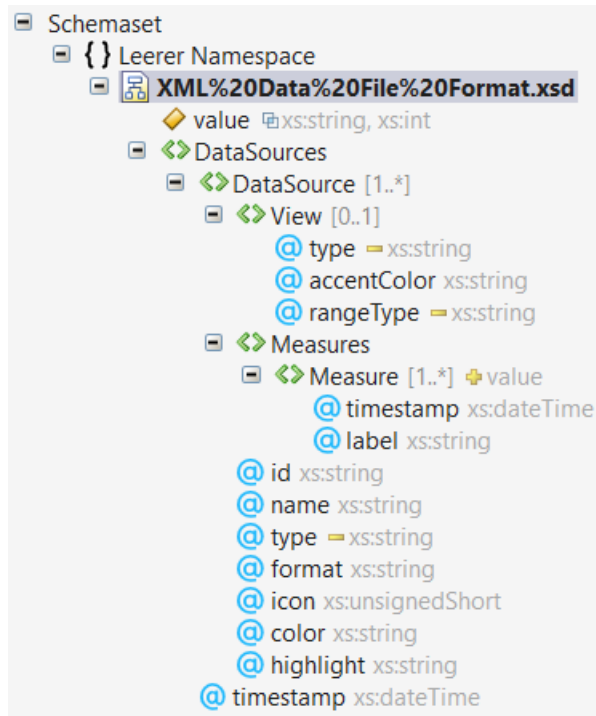 Schemaset
{ } Leerer Namespace
XML%20Data%20File%20Format.xsd
value xs:string, xs:int
DataSources
DataSource [1..*]
View [0..1]
@ type xs:string
@ accentColor xs:string
@ rangeType xs:string
Measures
Measure [1..*] value
@ timestamp xs:dateTime
@ label xs:string
@ id xs:string
@ name xs:string
@ type xs:string
@ format xs:string
@ icon xs:unsignedShort
@ color xs:string
@ highlight xs:string
@ timestamp xs:dateTime